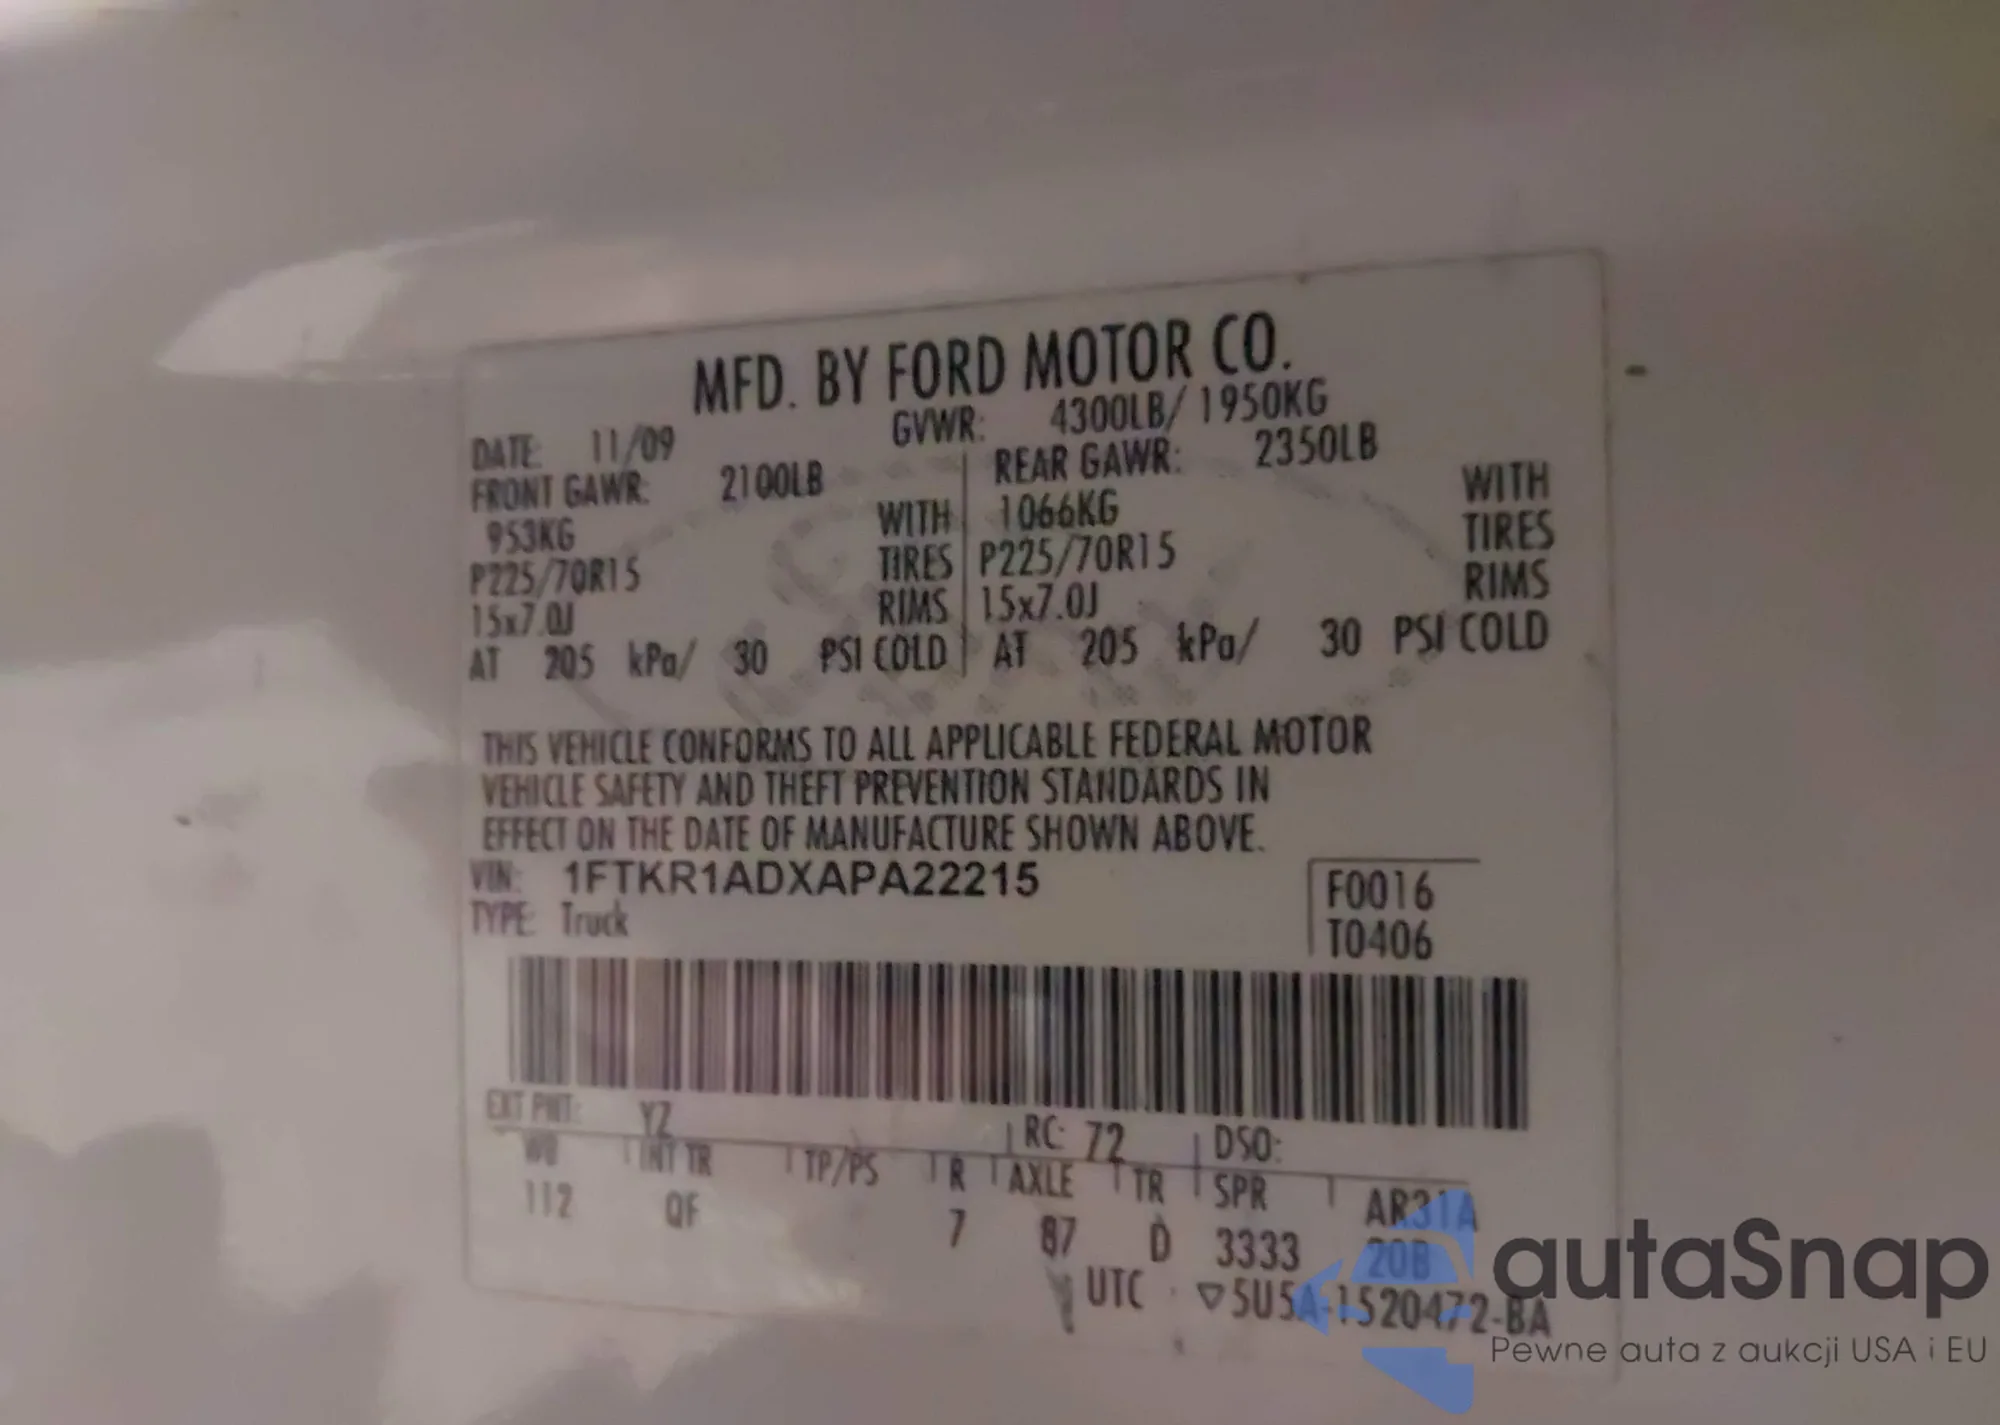 MFD. BY FORD MOTOR CO.
DATE: 11/09 GVWR: 4300LB/ 1950KG
FRONT GAWR: 2100LB REAR GAWR: 2350LB
953KG WITH 1066KG WITH
P225/70R15 TIRES P225/70R15 TIRES
15x7.0J RIMS 15x7.0J RIMS
AT 205 kPa/ 30 PSI COLD AT 205 kPa/ 30 PSI COLD
THIS VEHICLE CONFORMS TO ALL APPLICABLE FEDERAL MOTOR
VEHICLE SAFETY AND THEFT PREVENTION STANDARDS IN
EFFECT ON THE DATE OF MANUFACTURE SHOWN ABOVE.
VIN: 1FTKR1ADXAPA22215
TYPE: Truck
F0016
T0406
EXT PNT: YZ RC: 72 DSO:
WB INT TR TP/PS R AXLE TR SPR AR31A
112 QF 7 87 D 3333 20B
UTC ▽5U5A-1520472-BA
autaSnap
Pewne auta z aukcji USA i EU